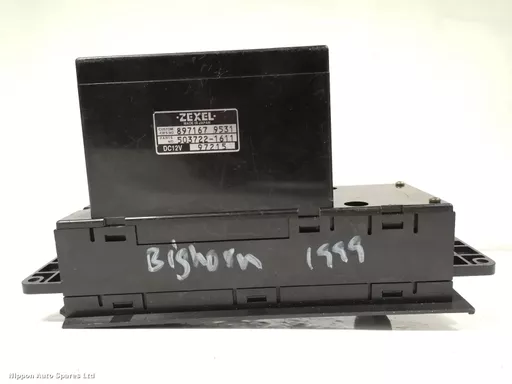 ·ZEXEL·
MADE IN JAPAN
897167 9531
503722-1611
DC12V 97215
Bighorn 1999
Nippon Auto Spares Ltd